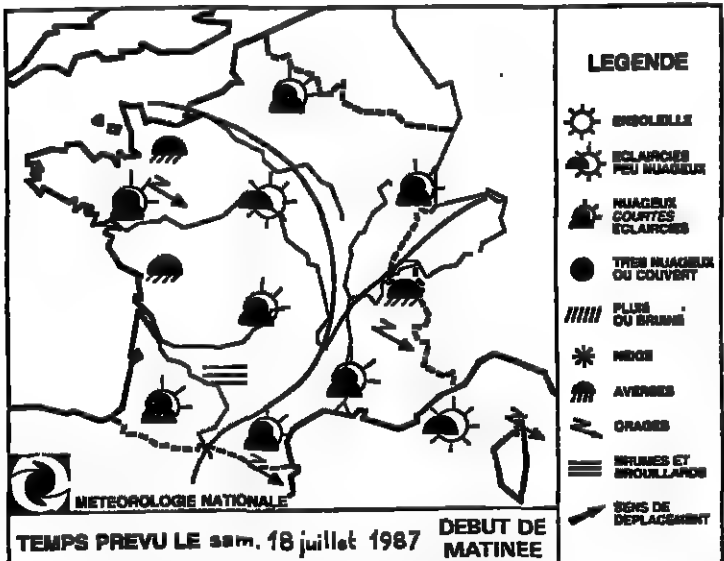 LEGENDE
ENSOLEILLE
ECLAIRCIES
PEU NUAGEUX
NUAGEUX
COURTES
ECLAIRCIES
TRES NUAGEUX
OU COUVERT
PLUIE
OU BRUINE
NEIGE
AVERSES
ORAGES
BRUMES ET
BROUILLARDS
SENS DE
DEPLACEMENT
METEOROLOGIE NATIONALE
TEMPS PREVU LE sam. 18 juillet 1987 DEBUT DE
MATINEE